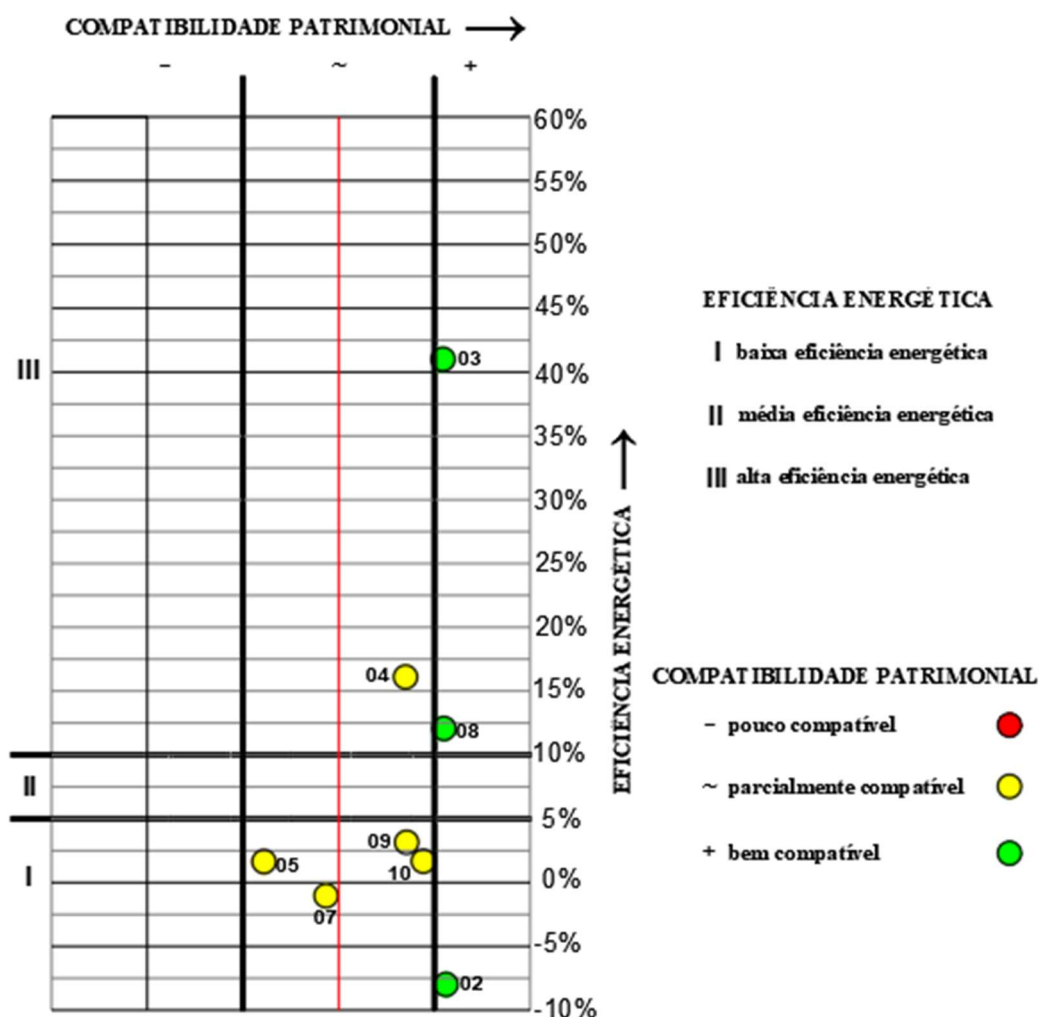 COMPATIBILIDADE PATRIMONIAL →
- ~ +
60%
55%
50%
45%
III
40%
35%
30%
25%
20%
15%
10%
II
5%
I
0%
-5%
-10%
03
04
08
09
05
10
07
02
EFICIÊNCIA ENERGÉTICA →
EFICIÊNCIA ENERGÉTICA
I baixa eficiência energética
II média eficiência energética
III alta eficiência energética
COMPATIBILIDADE PATRIMONIAL
- pouco compatível
~ parcialmente compatível
+ bem compatível